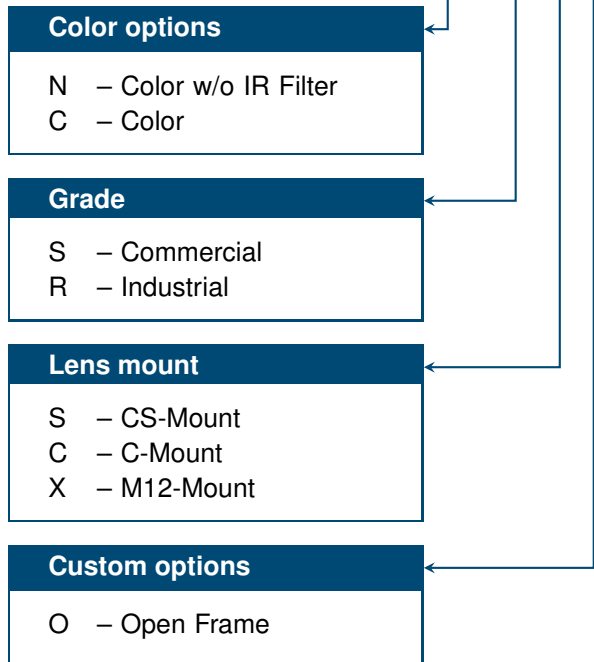 Color options
N – Color w/o IR Filter
C – Color
Grade
S – Commercial
R – Industrial
Lens mount
S – CS-Mount
C – C-Mount
X – M12-Mount
Custom options
O – Open Frame